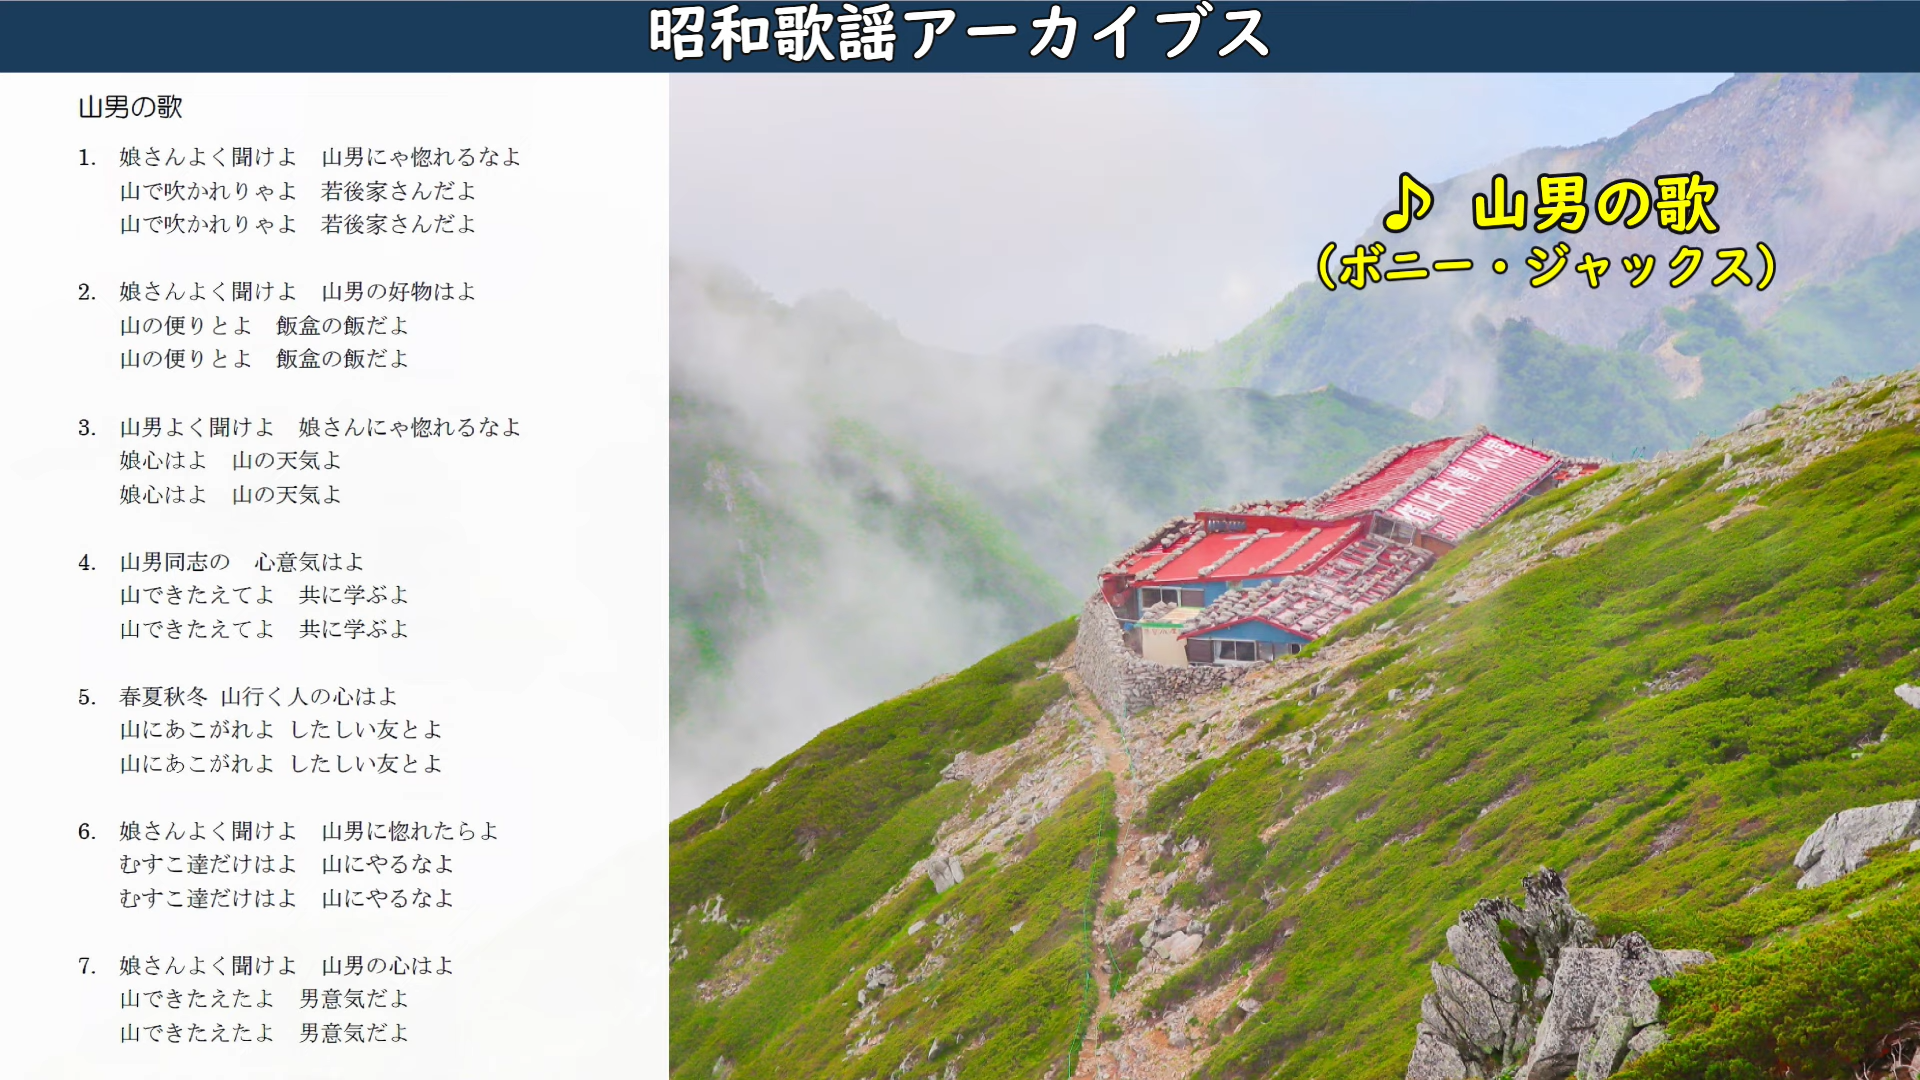 昭和歌謡アーカイブス
山男の歌
1. 娘さんよく聞けよ 山男にゃ惚れるなよ
山で吹かれりゃよ 若後家さんだよ
山で吹かれりゃよ 若後家さんだよ
2. 娘さんよく聞けよ 山男の好物はよ
山の便りとよ 飯盒の飯だよ
山の便りとよ 飯盒の飯だよ
3. 山男よく聞けよ 娘さんにゃ惚れるなよ
娘心はよ 山の天気よ
娘心はよ 山の天気よ
4. 山男同志の 心意気はよ
山できたえてよ 共に学ぶよ
山できたえてよ 共に学ぶよ
5. 春夏秋冬 山行く人の心はよ
山にあこがれよ したしい友とよ
山にあこがれよ したしい友とよ
6. 娘さんよく聞けよ 山男に惚れたらよ
むすこ達だけはよ 山にやるなよ
むすこ達だけはよ 山にやるなよ
7. 娘さんよく聞けよ 山男の心はよ
山できたえたよ 男意気だよ
山できたえたよ 男意気だよ
♪ 山男の歌
（ボニー・ジャックス）